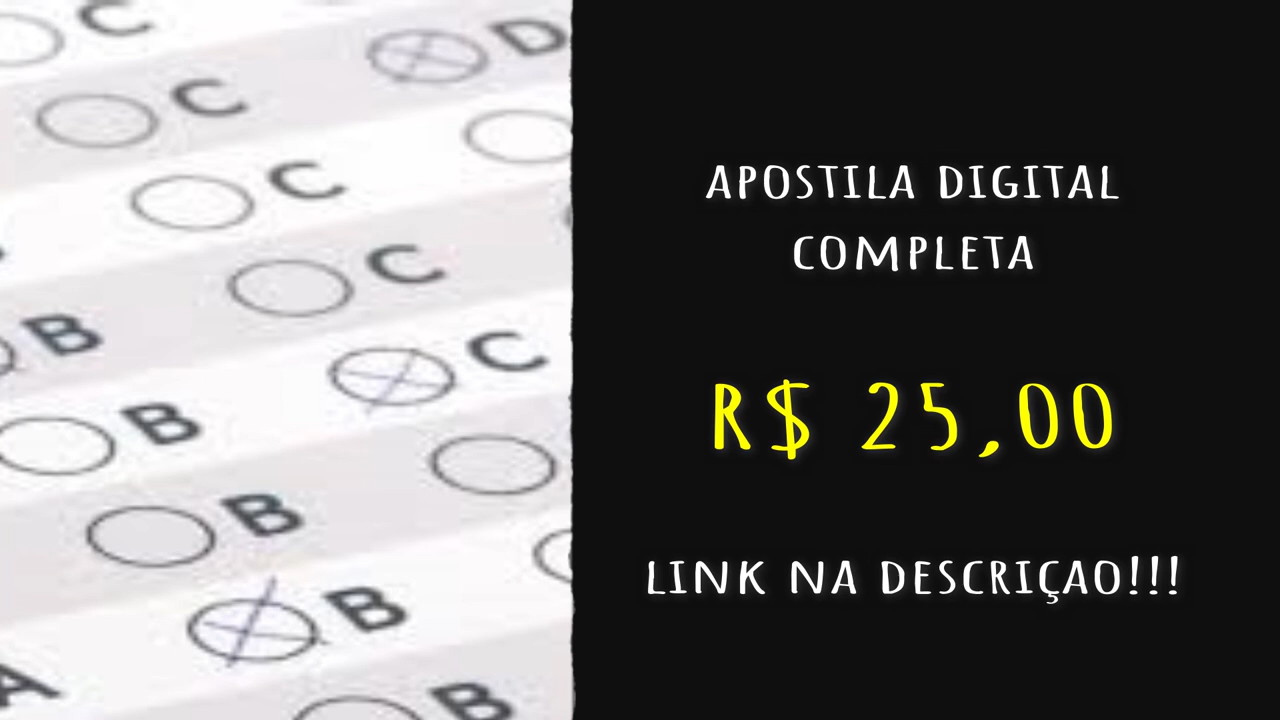 C
D
C
C
C
B
C
B
B
B
A
B
APOSTILA DIGITAL
COMPLETA
R$ 25,00
LINK NA DESCRIÇAO!!!